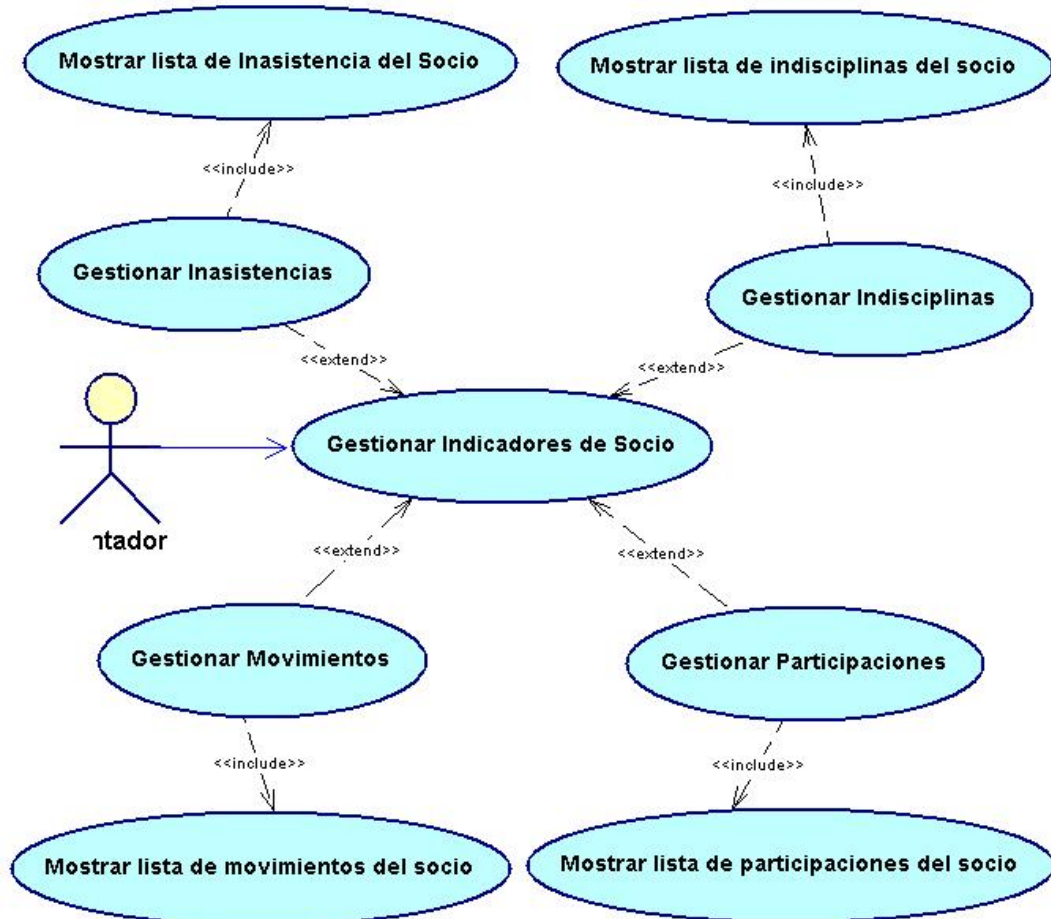 Mostrar lista de Inasistencia del Socio
Mostrar lista de indisciplinas del socio
<<include>>
<<include>>
Gestionar Inasistencias
Gestionar Indisciplinas
<<extend>>
<<extend>>
Gestionar Indicadores de Socio
ntador
<<extend>>
<<extend>>
Gestionar Movimientos
Gestionar Participaciones
<<include>>
<<include>>
Mostrar lista de movimientos del socio
Mostrar lista de participaciones del socio